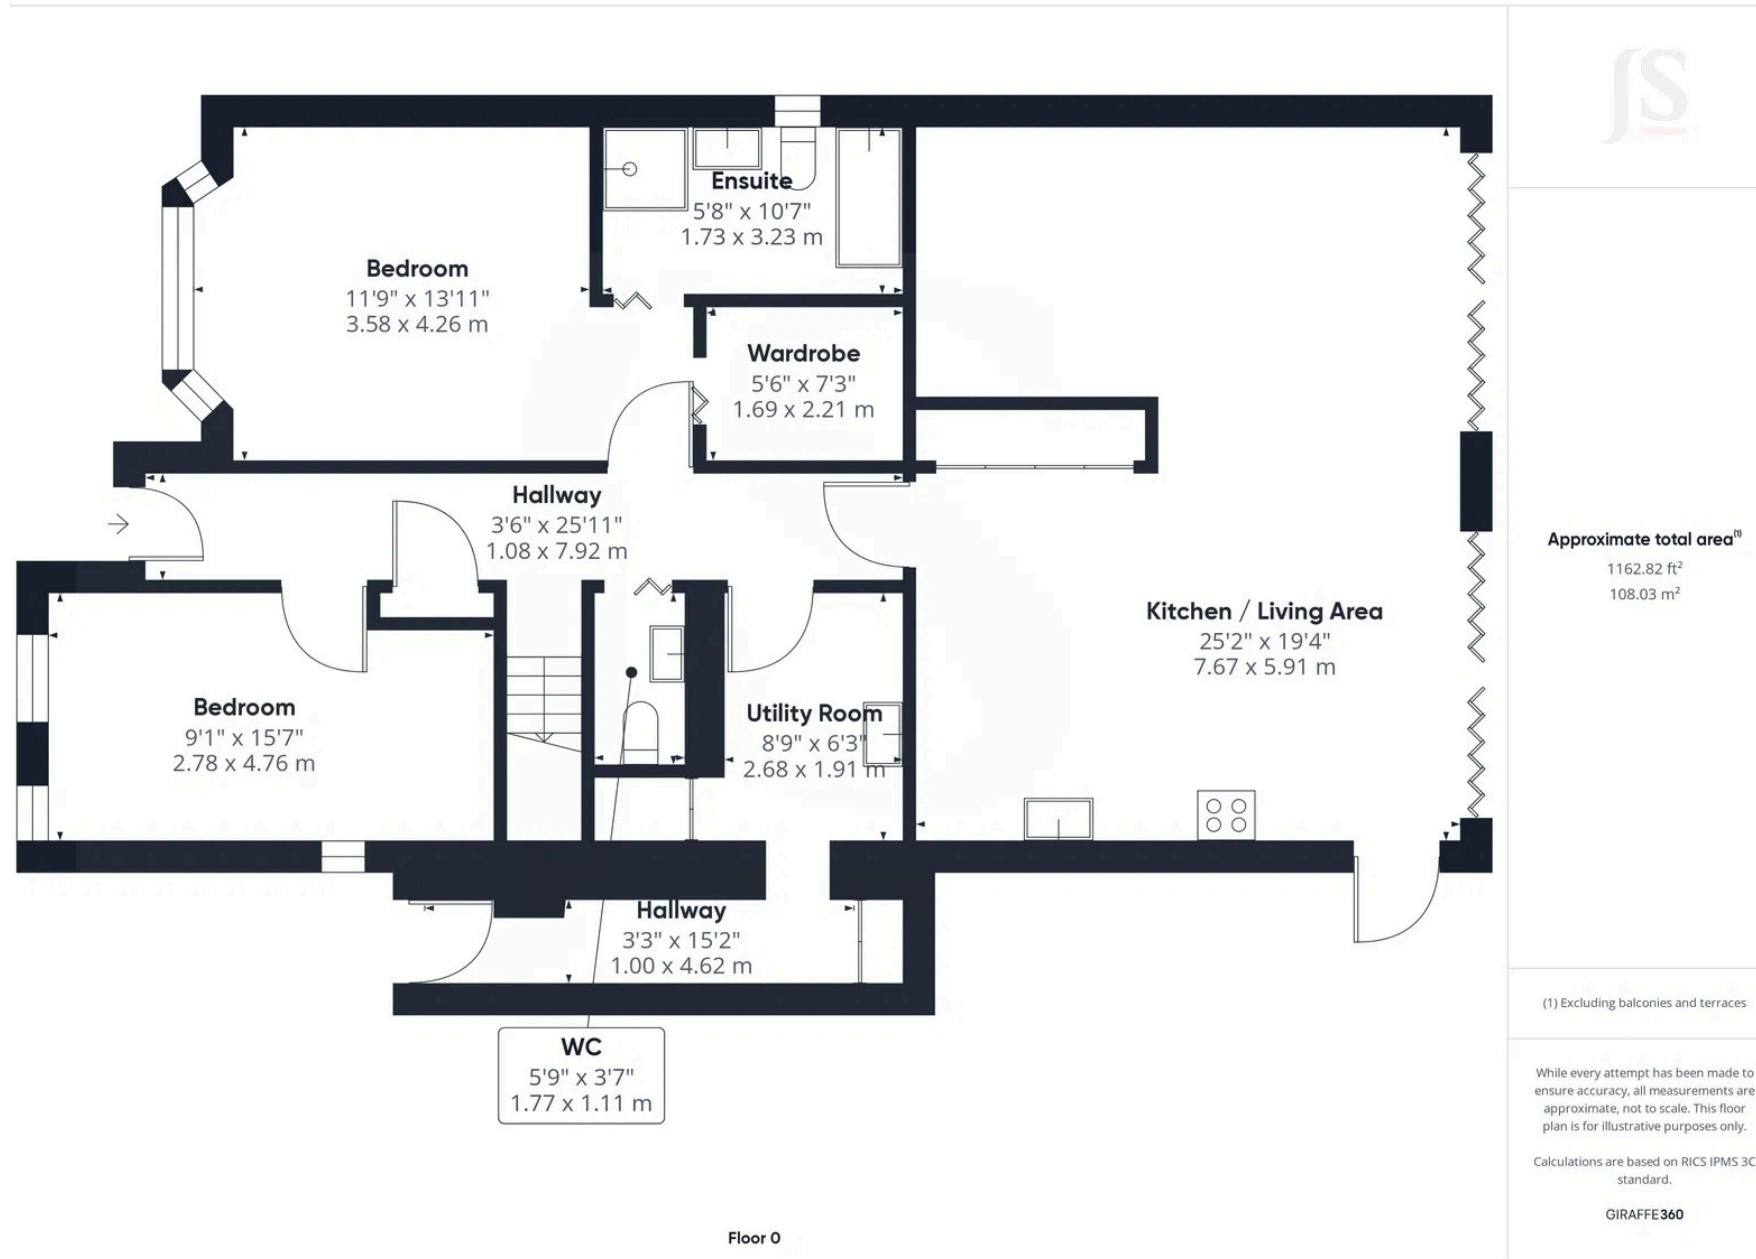 JS
Ensuite
5'8" x 10'7"
1.73 x 3.23 m
Bedroom
11'9" x 13'11"
3.58 x 4.26 m
Wardrobe
5'6" x 7'3"
1.69 x 2.21 m
Hallway
3'6" x 25'11"
1.08 x 7.92 m
Kitchen / Living Area
25'2" x 19'4"
7.67 x 5.91 m
Bedroom
9'1" x 15'7"
2.78 x 4.76 m
Utility Room
8'9" x 6'3"
2.68 x 1.91 m
Hallway
3'3" x 15'2"
1.00 x 4.62 m
WC
5'9" x 3'7"
1.77 x 1.11 m
Floor 0
Approximate total area(1)
1162.82 ft²
108.03 m²
(1) Excluding balconies and terraces
While every attempt has been made to
ensure accuracy, all measurements are
approximate, not to scale. This floor
plan is for illustrative purposes only.
Calculations are based on RICS IPMS 3C
standard.
GIRAFFE360